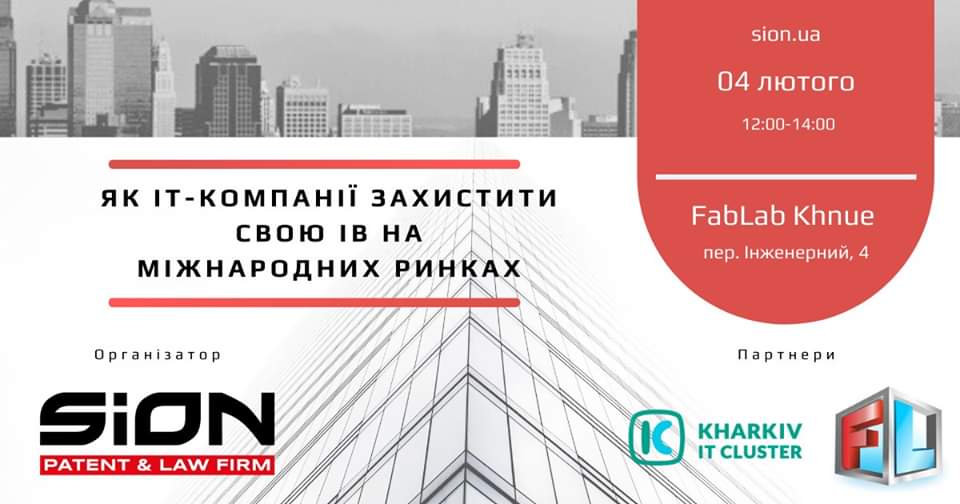 sion.ua
04 лютого
12:00-14:00
FabLab Khnue
пер. Інженерний, 4
ЯК ІТ-КОМПАНІЇ ЗАХИСТИТИ
СВОЮ ІВ НА
МІЖНАРОДНИХ РИНКАХ
Організатор
SiON
PATENT & LAW FIRM
Партнери
KHARKIV
IT CLUSTER
FL